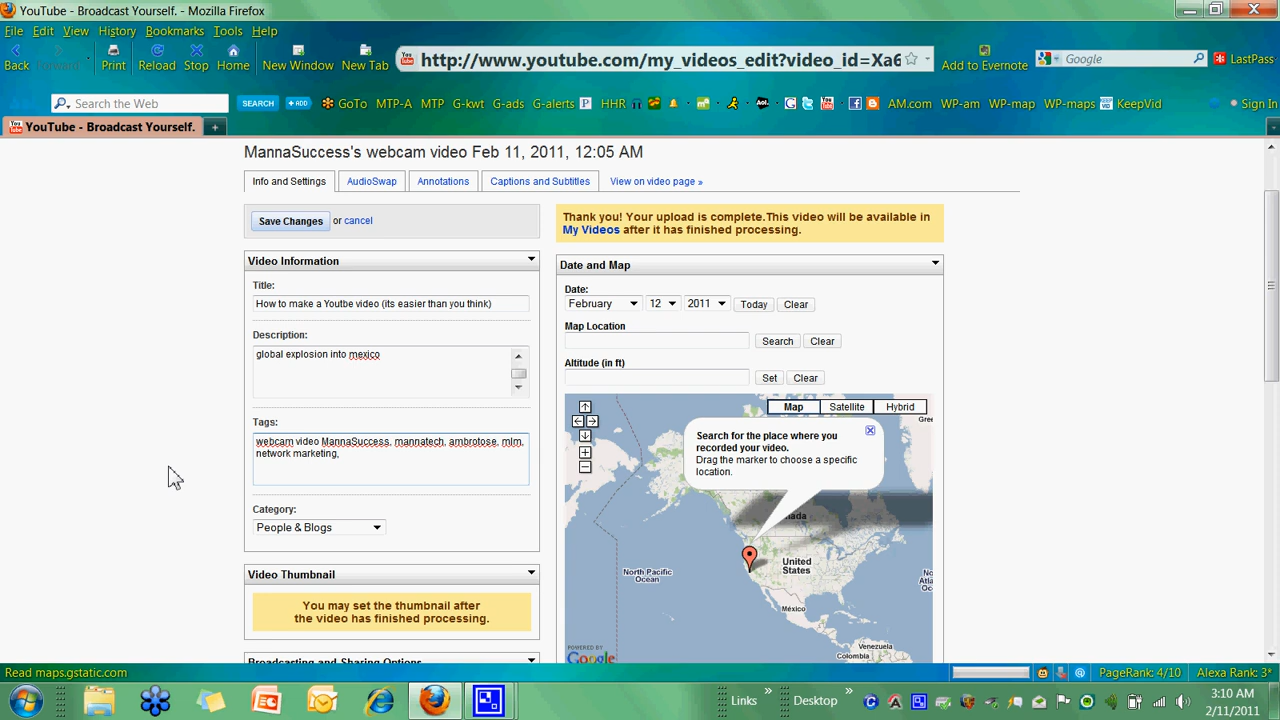 YouTube - Broadcast Yourself. - Mozilla Firefox
File Edit View History Bookmarks Tools Help
Back Forward Print Reload Stop Home New Window New Tab http://www.youtube.com/my_videos_edit?video_id=Xa6 Add to Evernote Google LastPass
Search the Web SEARCH +ADD GoTo MTP-A MTP G-kwt G-ads G-alerts P HHR AM.com WP-am WP-map WP-maps KeepVid Sign In
YouTube - Broadcast Yourself. +
MannaSuccess's webcam video Feb 11, 2011, 12:05 AM
Info and Settings AudioSwap Annotations Captions and Subtitles View on video page »
Save Changes or cancel
Thank you! Your upload is complete.This video will be available in
My Videos after it has finished processing.
Video Information
Title:
How to make a Youtbe video (its easier than you think)
Description:
global explosion into mexico
Tags:
webcam video MannaSuccess, mannatech, ambrotose, mlm,
network marketing,
Category:
People & Blogs
Video Thumbnail
You may set the thumbnail after
the video has finished processing.
Broadcasting and Sharing Options
Date and Map
Date:
February 12 2011 Today Clear
Map Location
Search Clear
Altitude (in ft)
Set Clear
Map Satellite Hybrid
Search for the place where you
recorded your video.
Drag the marker to choose a specific
location.
nada
North Pacific
Ocean
United
States
México
Venezuela
Colombia
POWERED BY
Google
Read maps.gstatic.com PageRank: 4/10 Alexa Rank: 3*
Links » Desktop » 3:10 AM
2/11/2011